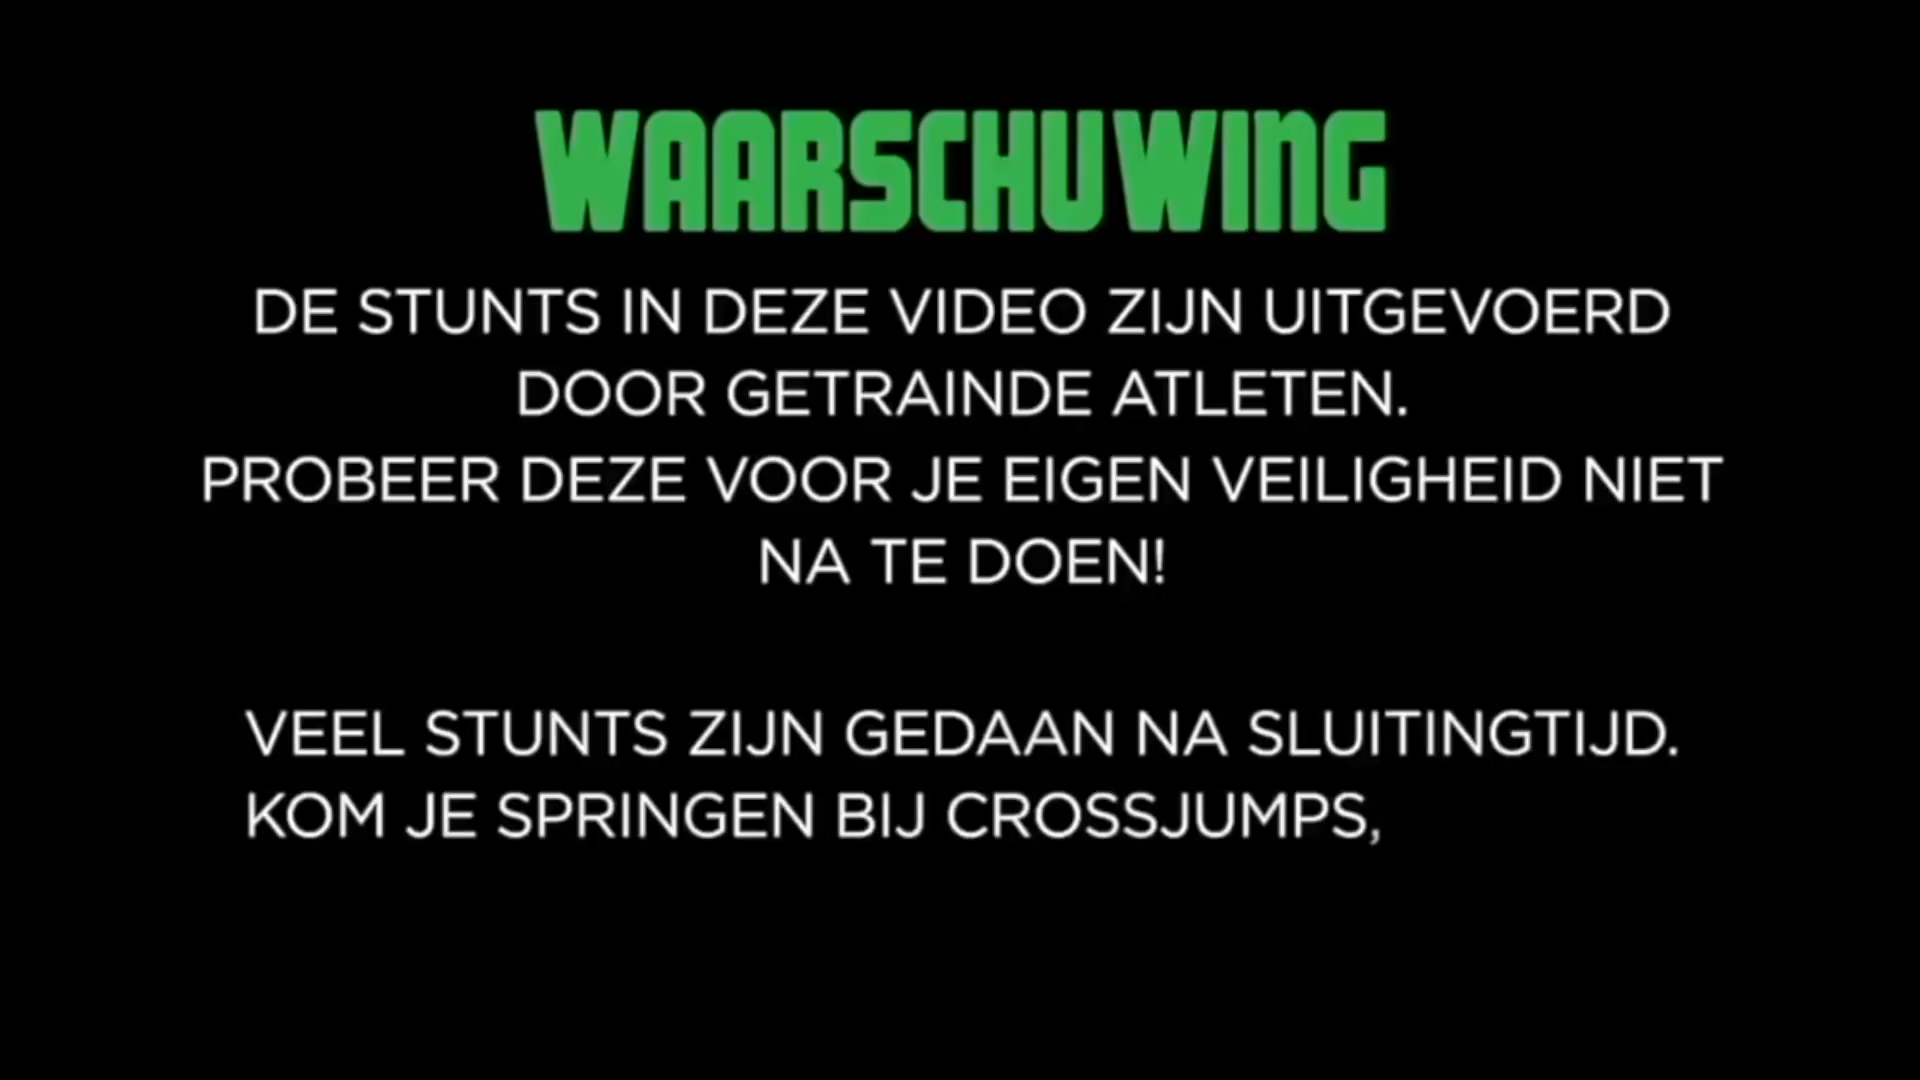 WAARSCHUWING
DE STUNTS IN DEZE VIDEO ZIJN UITGEVOERD
DOOR GETRAINDE ATLETEN.
PROBEER DEZE VOOR JE EIGEN VEILIGHEID NIET
NA TE DOEN!
VEEL STUNTS ZIJN GEDAAN NA SLUITINGTIJD.
KOM JE SPRINGEN BIJ CROSSJUMPS,